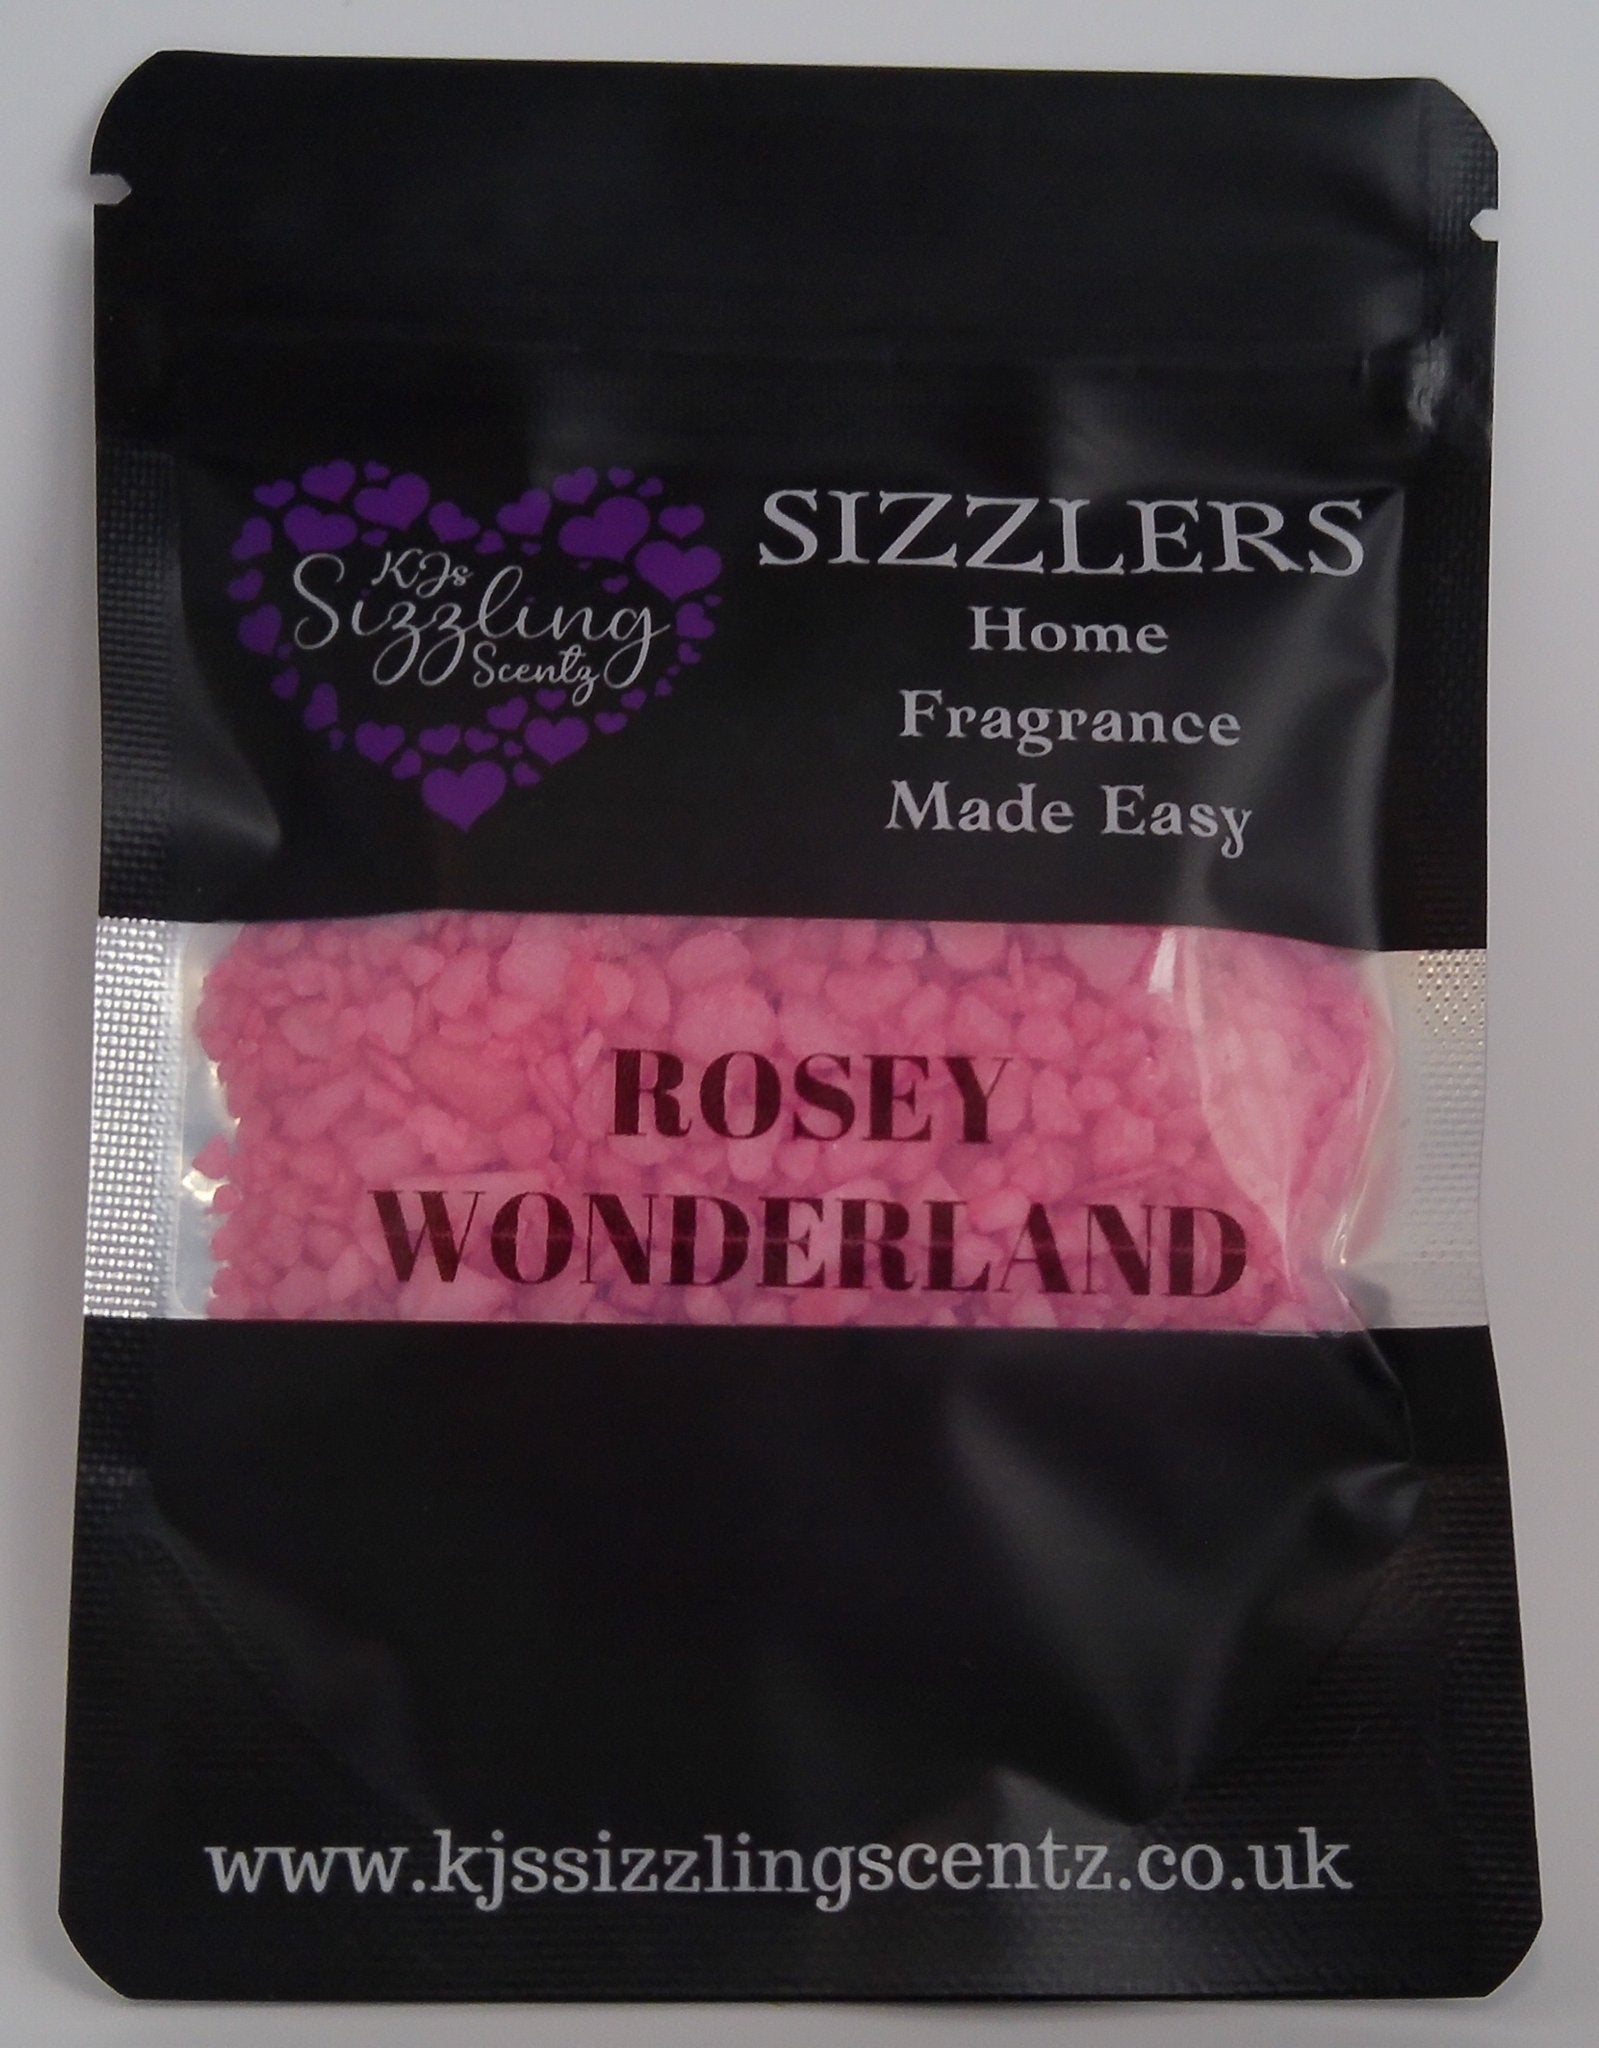 KJs
Sizzling
Scentz
SIZZLERS
Home
Fragrance
Made Easy
ROSEY
WONDERLAND
www.kjssizzlingscentz.co.uk